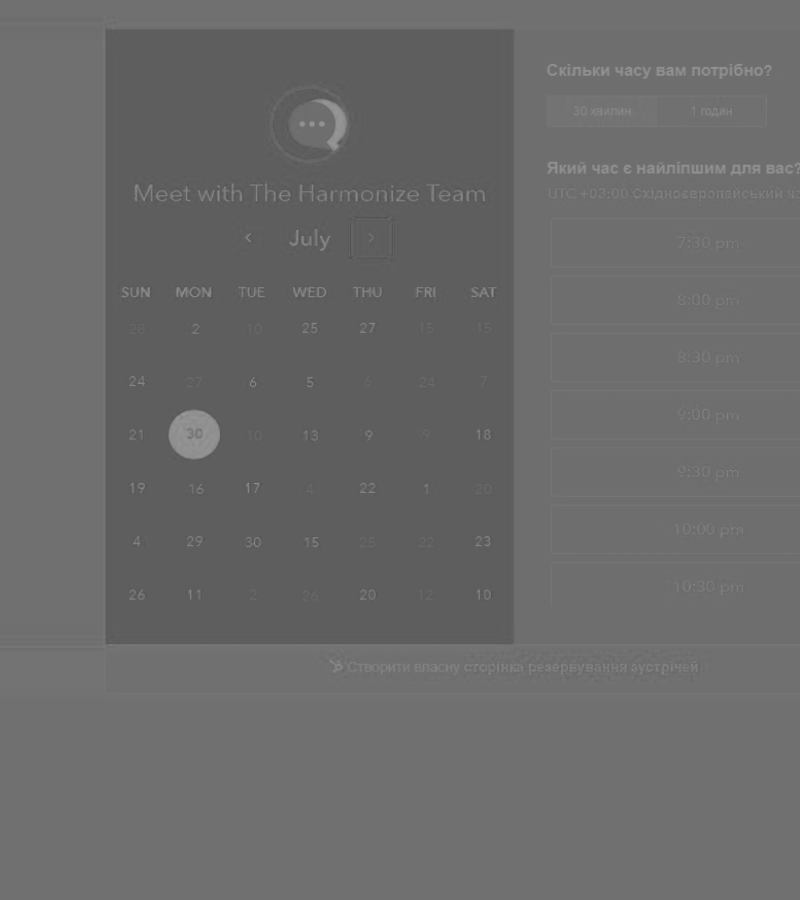 Meet with The Harmonize Team
July
SUN MON TUE WED THU FRI SAT
28 2 10 25 27 15 15
24 27 6 5 6 24 7
21 30 10 13 9 9 18
19 16 17 4 22 1 20
4 29 30 15 25 22 23
26 11 2 26 20 12 10
Скільки часу вам потрібно?
30 хвилин 1 годин
Який час є найліпшим для вас?
UTC +03:00 Східноєвропейський
7:30 pm
8:00 pm
8:30 pm
9:00 pm
9:30 pm
10:00 pm
10:30 pm
Створити власну сторінка резервування зустрічей